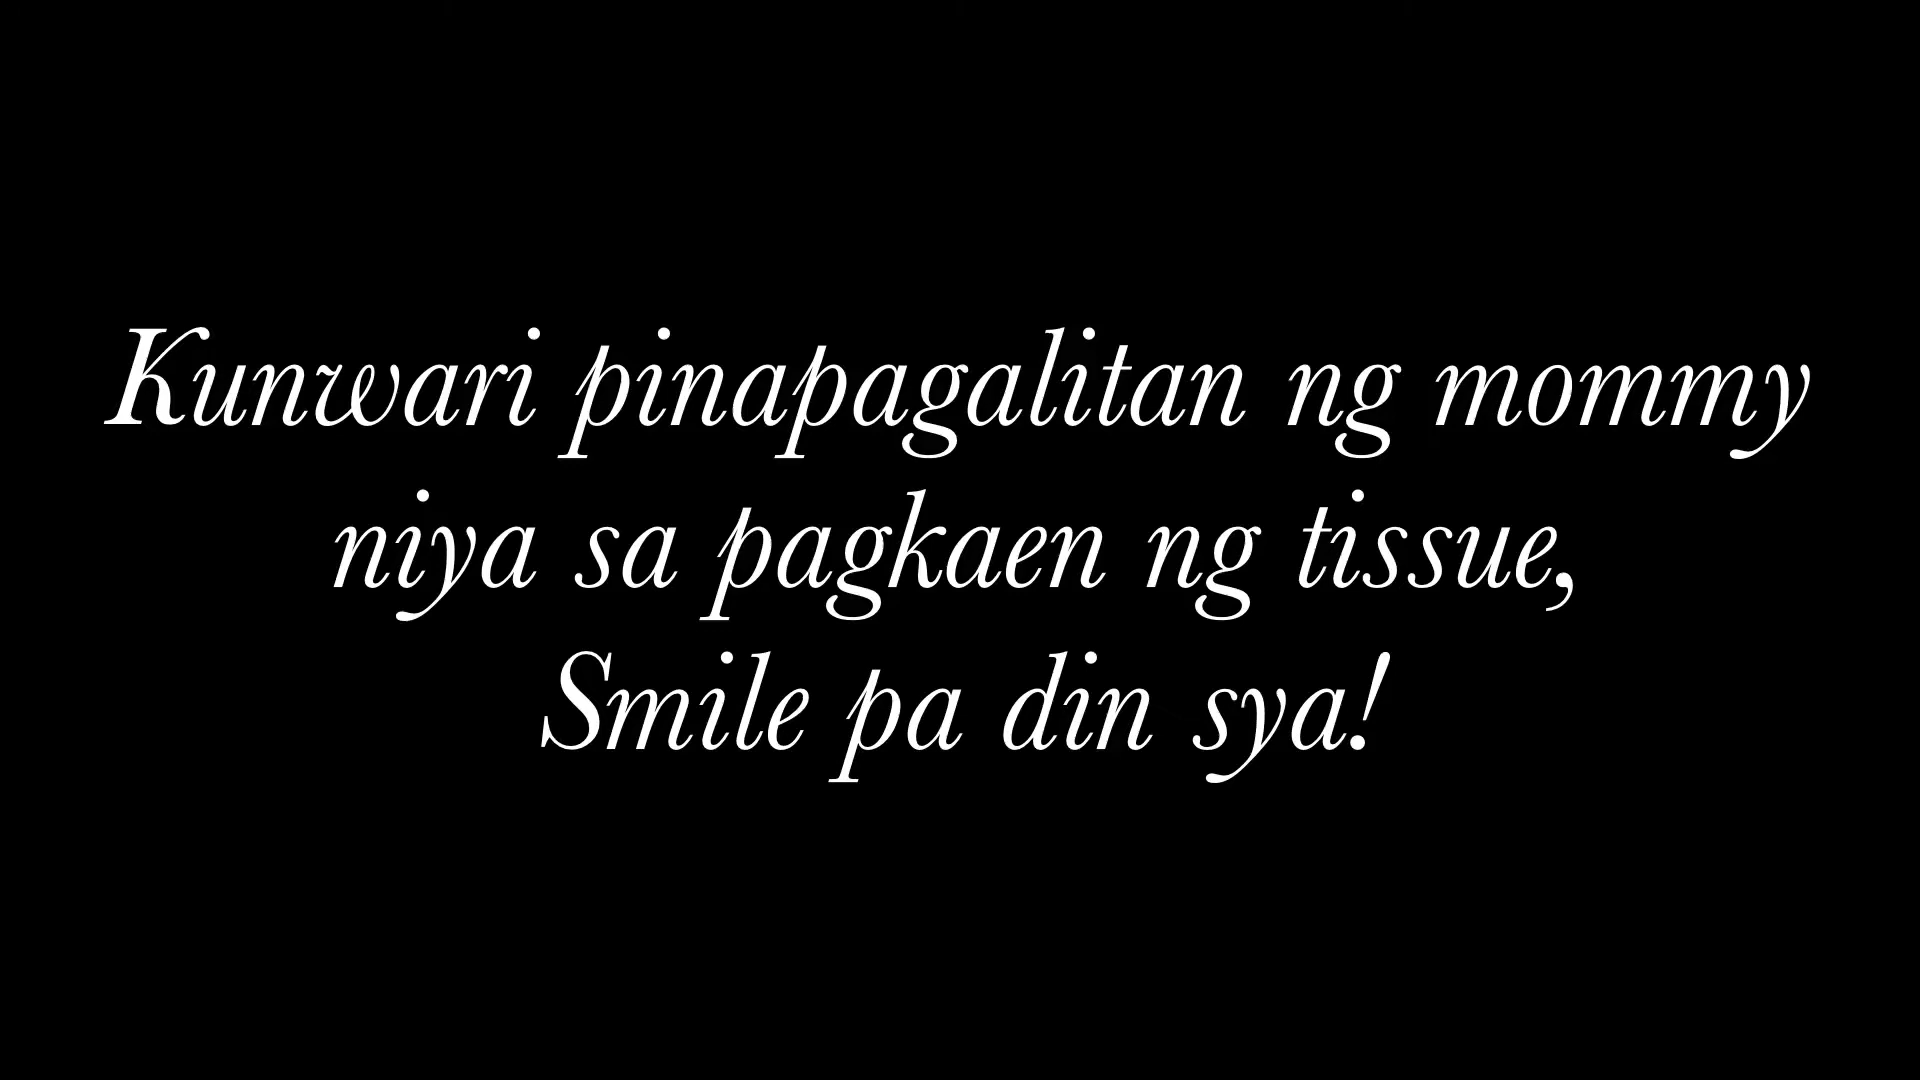 Kunwari pinapagalitan ng mommy
niya sa pagkaen ng tissue,
Smile pa din sya!